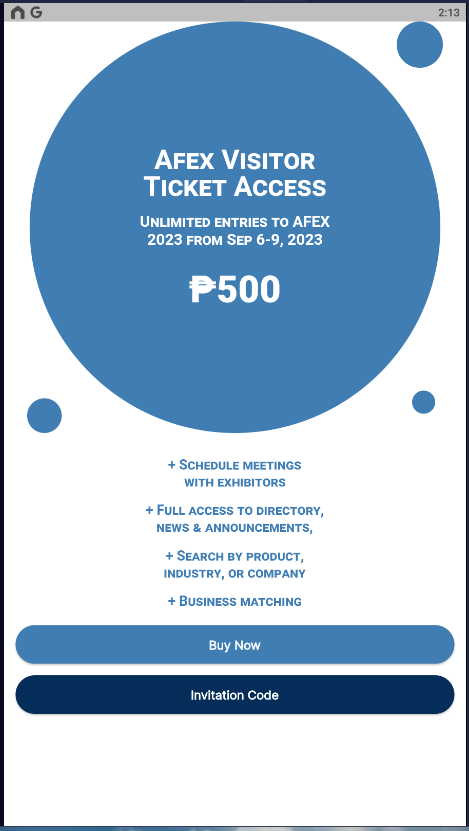 2:13
Afex Visitor
Ticket Access
Unlimited entries to AFEX
2023 from Sep 6-9, 2023
₱500
+ Schedule meetings
with exhibitors
+ Full access to directory,
news & announcements,
+ Search by product,
industry, or company
+ Business matching
Buy Now
Invitation Code